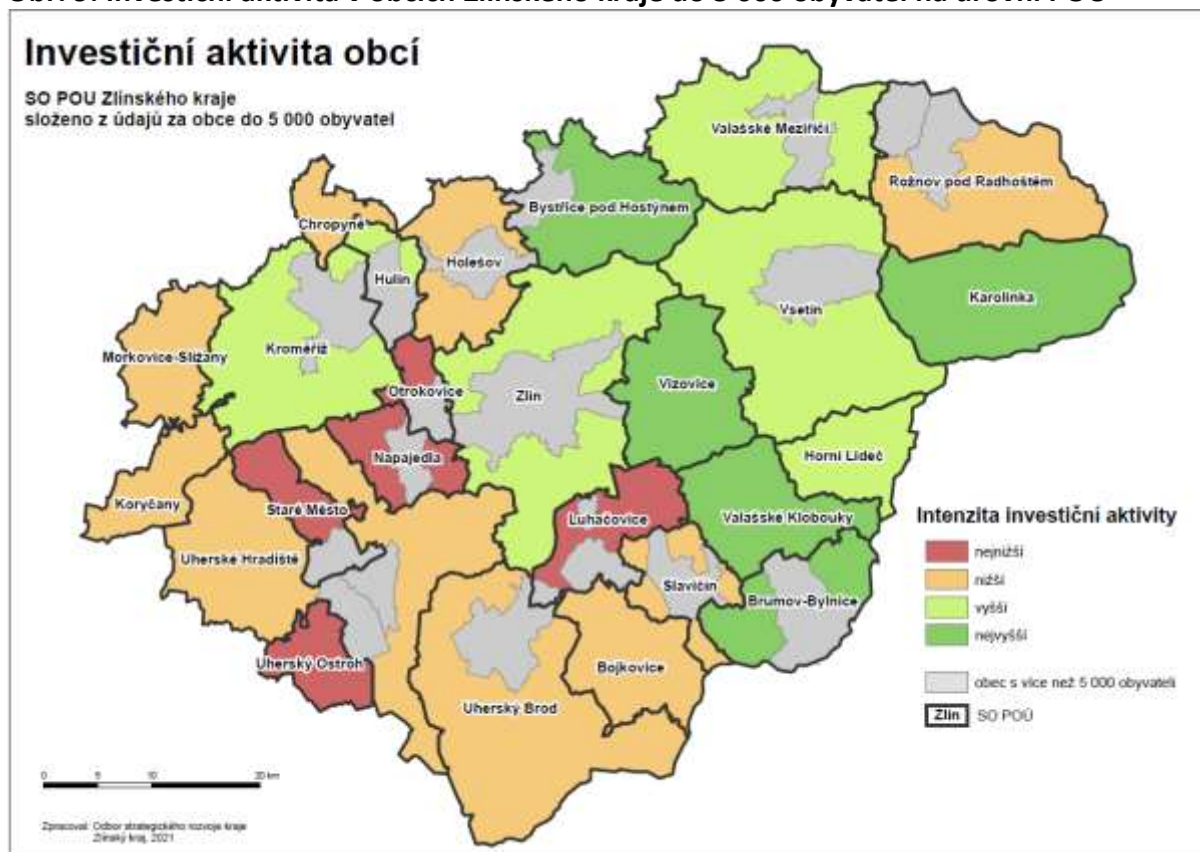 Investiční aktivita obcí
SO POU Zlínského kraje
složeno z údajů za obce do 5 000 obyvatel
Valašské Meziříčí
Rožnov pod Radhoštěm
Bystřice pod Hostýnem
Chropyně
Holešov
Hulín
Karolinka
Vsetín
Kroměříž
Morkovice-Slížany
Vizovice
Otrokovice
Zlín
Napajedla
Horní Lideč
Koryčany
Staré Město
Luhačovice
Valašské Klobouky
Uherské Hradiště
Slavičín
Brumov-Bylnice
Uherský Ostroh
Bojkovice
Uherský Brod
Intenzita investiční aktivity
nejnižší
nižší
vyšší
nejvyšší
obec s více než 5 000 obyvateli
Zlín SO POÚ
0 5 10 20 km
Zpracoval: Odbor strategického rozvoje kraje
Zlínský kraj, 2021